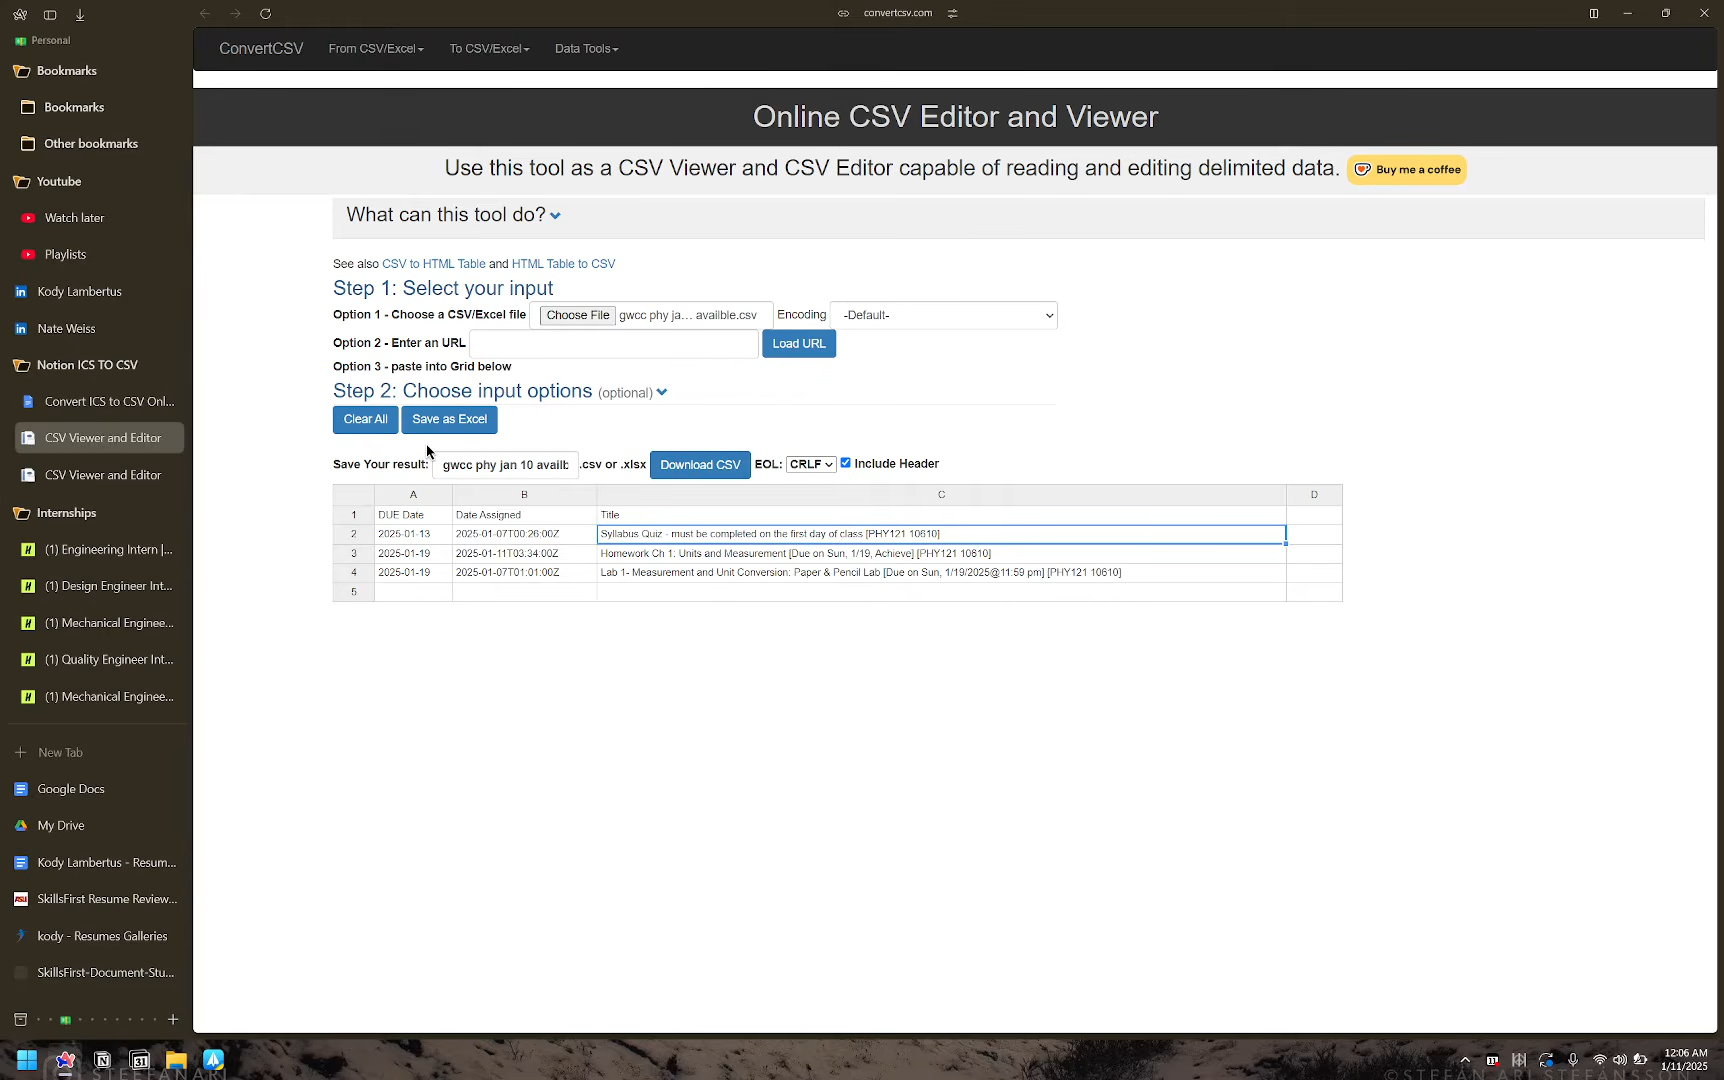 convertcsv.com
Personal
Bookmarks
Bookmarks
Other bookmarks
Youtube
Watch later
Playlists
Kody Lambertus
Nate Weiss
Notion ICS TO CSV
Convert ICS to CSV Onl...
CSV Viewer and Editor
CSV Viewer and Editor
Internships
(1) Engineering Intern |...
(1) Design Engineer Int...
(1) Mechanical Enginee...
(1) Quality Engineer Int...
(1) Mechanical Enginee...
New Tab
Google Docs
My Drive
Kody Lambertus - Resum...
SkillsFirst Resume Review...
kody - Resumes Galleries
SkillsFirst-Document-Stu...
ConvertCSV From CSV/Excel To CSV/Excel Data Tools
Online CSV Editor and Viewer
Use this tool as a CSV Viewer and CSV Editor capable of reading and editing delimited data. Buy me a coffee
What can this tool do?
See also CSV to HTML Table and HTML Table to CSV
Step 1: Select your input
Option 1 - Choose a CSV/Excel file Choose File gwcc phy ja... availble.csv Encoding -Default-
Option 2 - Enter an URL Load URL
Option 3 - paste into Grid below
Step 2: Choose input options (optional)
Clear All Save as Excel
Save Your result: gwcc phy jan 10 availb .csv or .xlsx Download CSV EOL: CRLF Include Header
A B C D
1 DUE Date Date Assigned Title
2 2025-01-13 2025-01-07T00:26:00Z Syllabus Quiz - must be completed on the first day of class [PHY121 10610]
3 2025-01-19 2025-01-11T03:34:00Z Homework Ch 1: Units and Measurement [Due on Sun, 1/19, Achieve] [PHY121 10610]
4 2025-01-19 2025-01-07T01:01:00Z Lab 1- Measurement and Unit Conversion: Paper & Pencil Lab [Due on Sun, 1/19/2025@11:59 pm] [PHY121 10610]
5
31
12:06 AM
1/11/2025